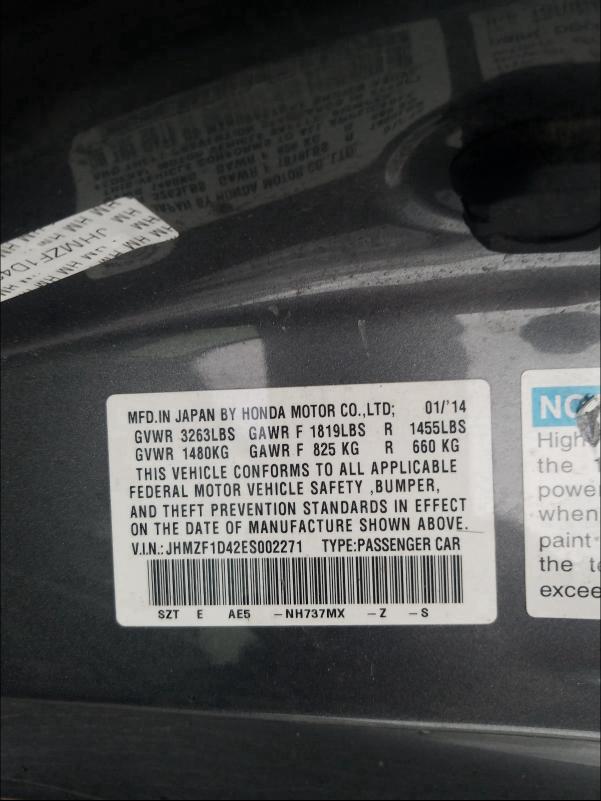 HM JHMZF1D4
MFD.IN JAPAN BY HONDA MOTOR CO.,LTD; 01/'14
GVWR 3263LBS GAWR F 1819LBS R 1455LBS
GVWR 1480KG GAWR F 825 KG R 660 KG
THIS VEHICLE CONFORMS TO ALL APPLICABLE
FEDERAL MOTOR VEHICLE SAFETY ,BUMPER,
AND THEFT PREVENTION STANDARDS IN EFFECT
ON THE DATE OF MANUFACTURE SHOWN ABOVE.
V.I.N.:JHMZF1D42ES002271 TYPE:PASSENGER CAR
SZT E AE5 -NH737MX -Z -S
NO
High
the
power
when
paint
the te
excee